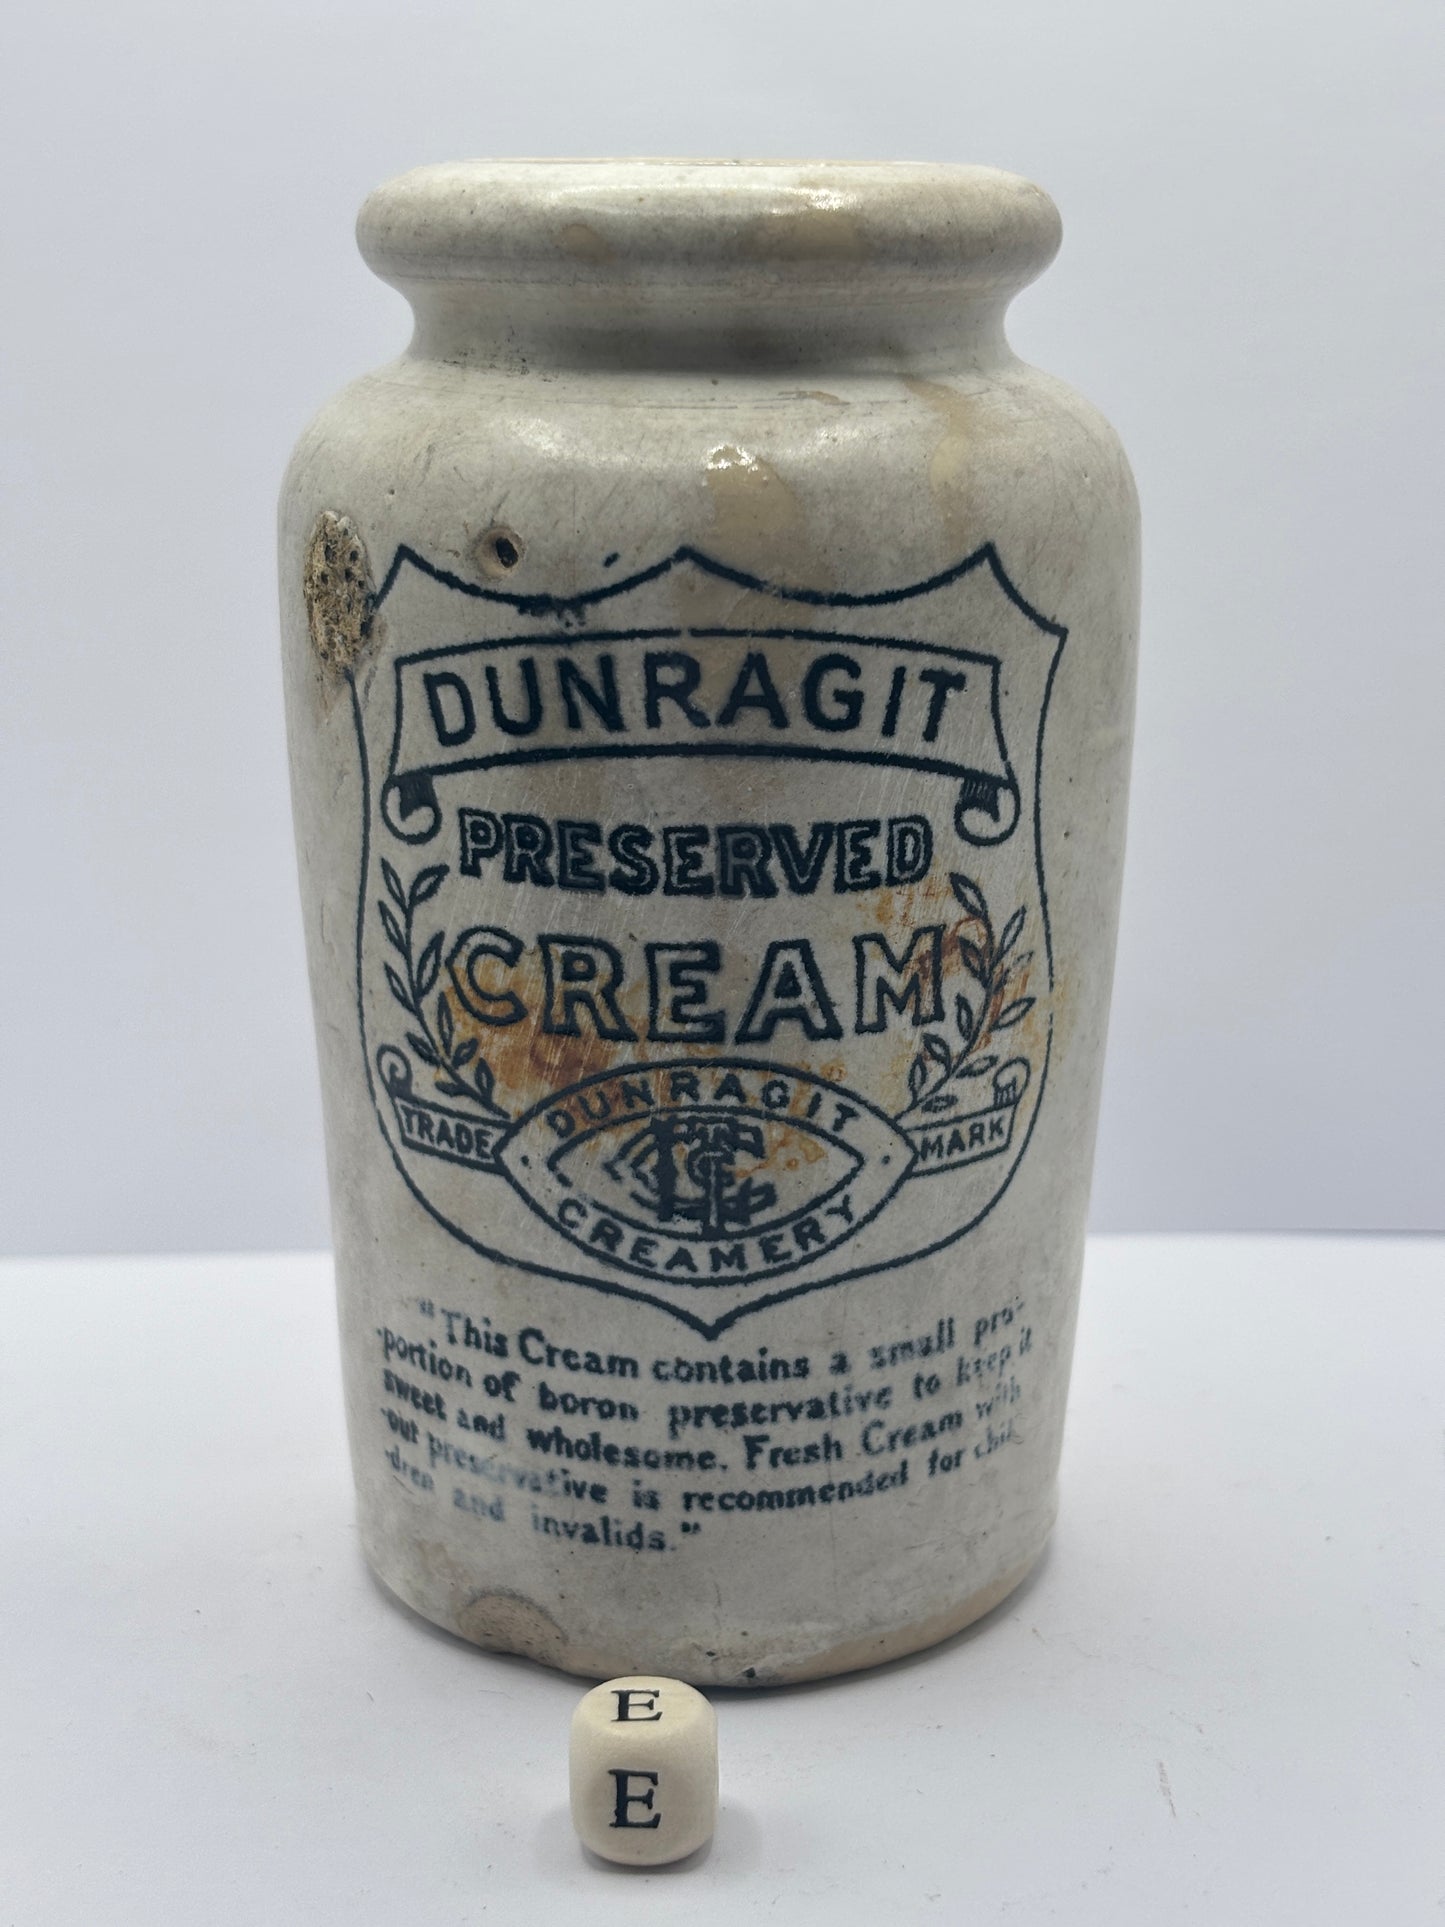 DUNRAGIT
PRESERVED
CREAM
DUNRAGIT
TRADE MARK
CREAMERY
"This Cream contains a small pro-
-portion of boron preservative to keep it
sweet and wholesome. Fresh Cream with
-out preservative is recommended for chil-
-dren and invalids."
E
E